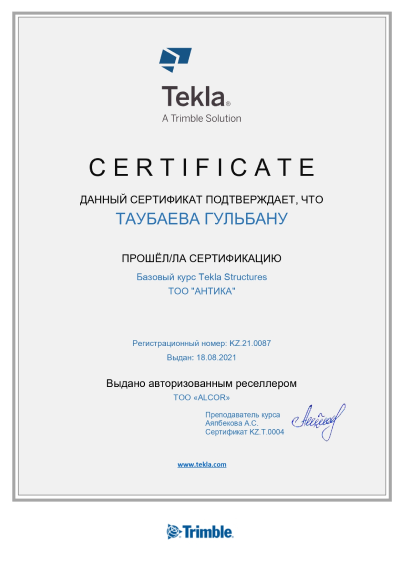 Tekla®
A Trimble Solution
CERTIFICATE
ДАННЫЙ СЕРТИФИКАТ ПОДТВЕРЖДАЕТ, ЧТО
ТАУБАЕВА ГУЛЬБАНУ
ПРОШЁЛ/ЛА СЕРТИФИКАЦИЮ
Базовый курс Tekla Structures
ТОО "АНТИКА"
Регистрационный номер: KZ.21.0087
Выдан: 18.08.2021
Выдано авторизованным реселлером
ТОО «ALCOR»
Преподаватель курса
Аяпбекова А.С.
Сертификат KZ.T.0004
www.tekla.com
Trimble.